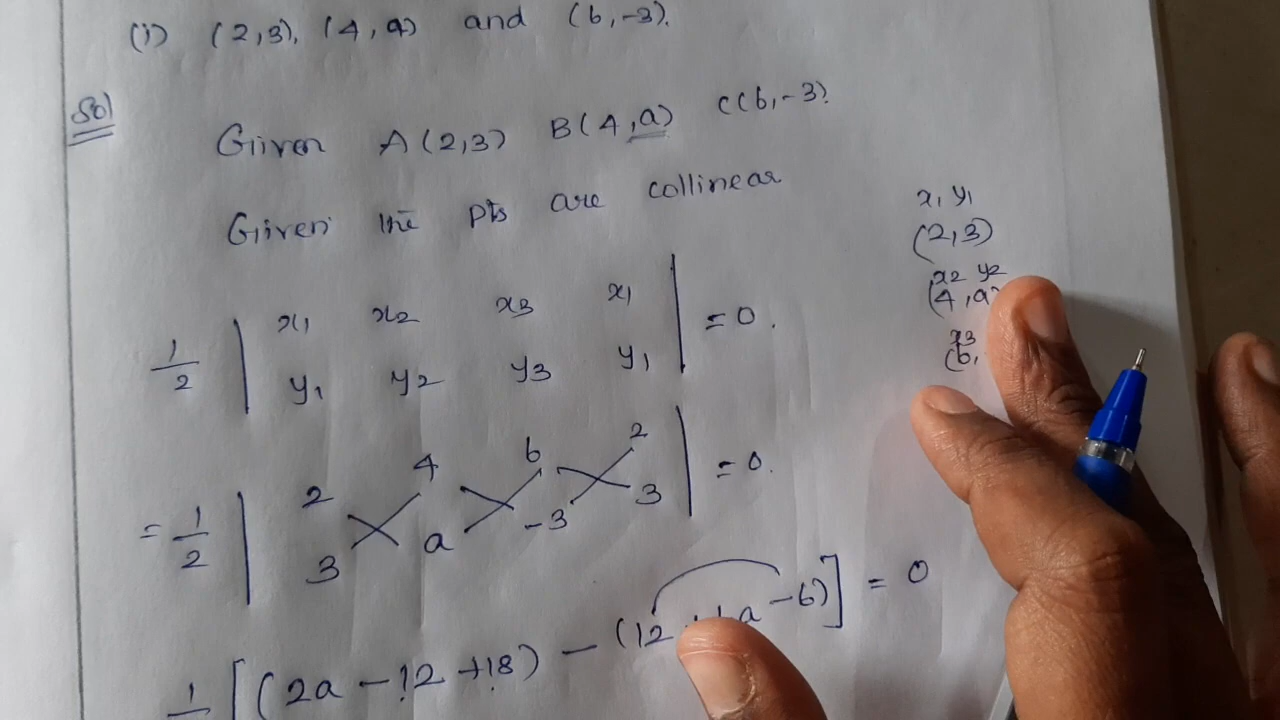 (i) (2,3), (4,a) and (6,-3).
Sol
Given A(2,3) B(4,a) C(6,-3).
Given the pts are collinear
x1 y1
(2,3)
x2 y2
(4,a)
x3
(6,
1/2 | x1 x2 x3 x1 | = 0.
y1 y2 y3 y1
= 1/2 | 2 4 6 2 | = 0.
3 a -3 3
1/2 [(2a - 12 + 18) - (12 a - 6)] = 0